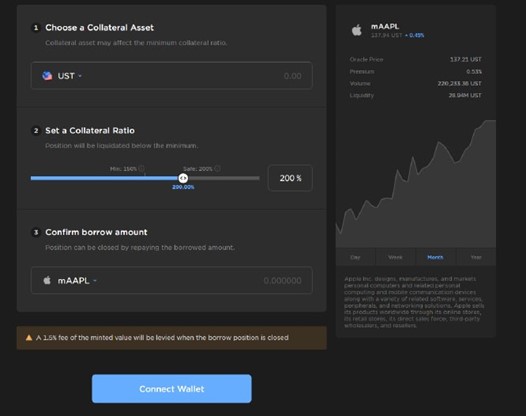 1 Choose a Collateral Asset
Collateral asset may affect the minimum collateral ratio.
UST
0.00
2 Set a Collateral Ratio
Position will be liquidated below the minimum.
Min: 150%
Safe: 200%
200.00%
200 %
3 Confirm borrow amount
Position can be closed by repaying the borrowed amount.
mAAPL
0.000000
A 1.5% fee of the minted value will be levied when the borrow position is closed
Connect Wallet
mAAPL
137.94 UST + 0.49%
Oracle Price 137.21 UST
Premium 0.53%
Volume 220,233.38 UST
Liquidity 28.84M UST
Day Week Month Year
Apple Inc. designs, manufactures, and markets
personal computers and related personal
computing and mobile communication devices
along with a variety of related software, services,
peripherals, and networking solutions. Apple sells
its products worldwide through its online stores,
its retail stores, its direct sales force, third-party
wholesalers, and resellers.